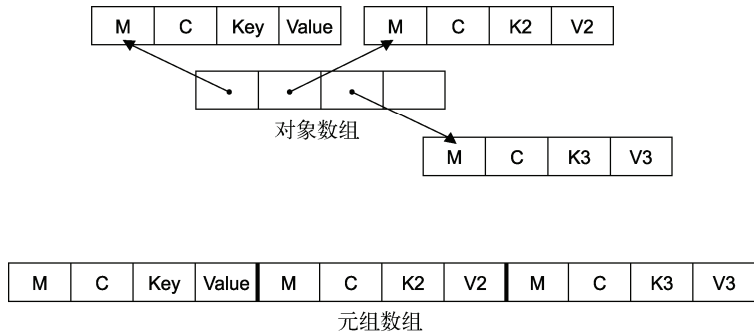 M C Key Value M C K2 V2
对象数组
M C K3 V3
M C Key Value M C K2 V2 M C K3 V3
元组数组